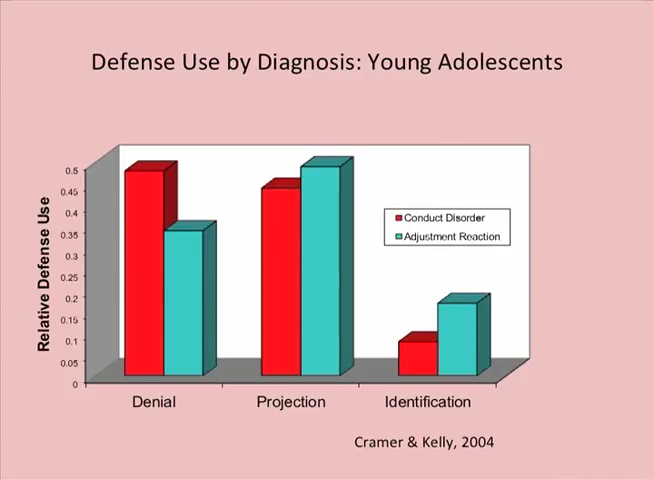 Defense Use by Diagnosis: Young Adolescents
Relative Defense Use
0.5
0.45
0.4
0.35
0.3
0.25
0.2
0.15
0.1
0.05
0
Conduct Disorder
Adjustment Reaction
Denial
Projection
Identification
Cramer & Kelly, 2004